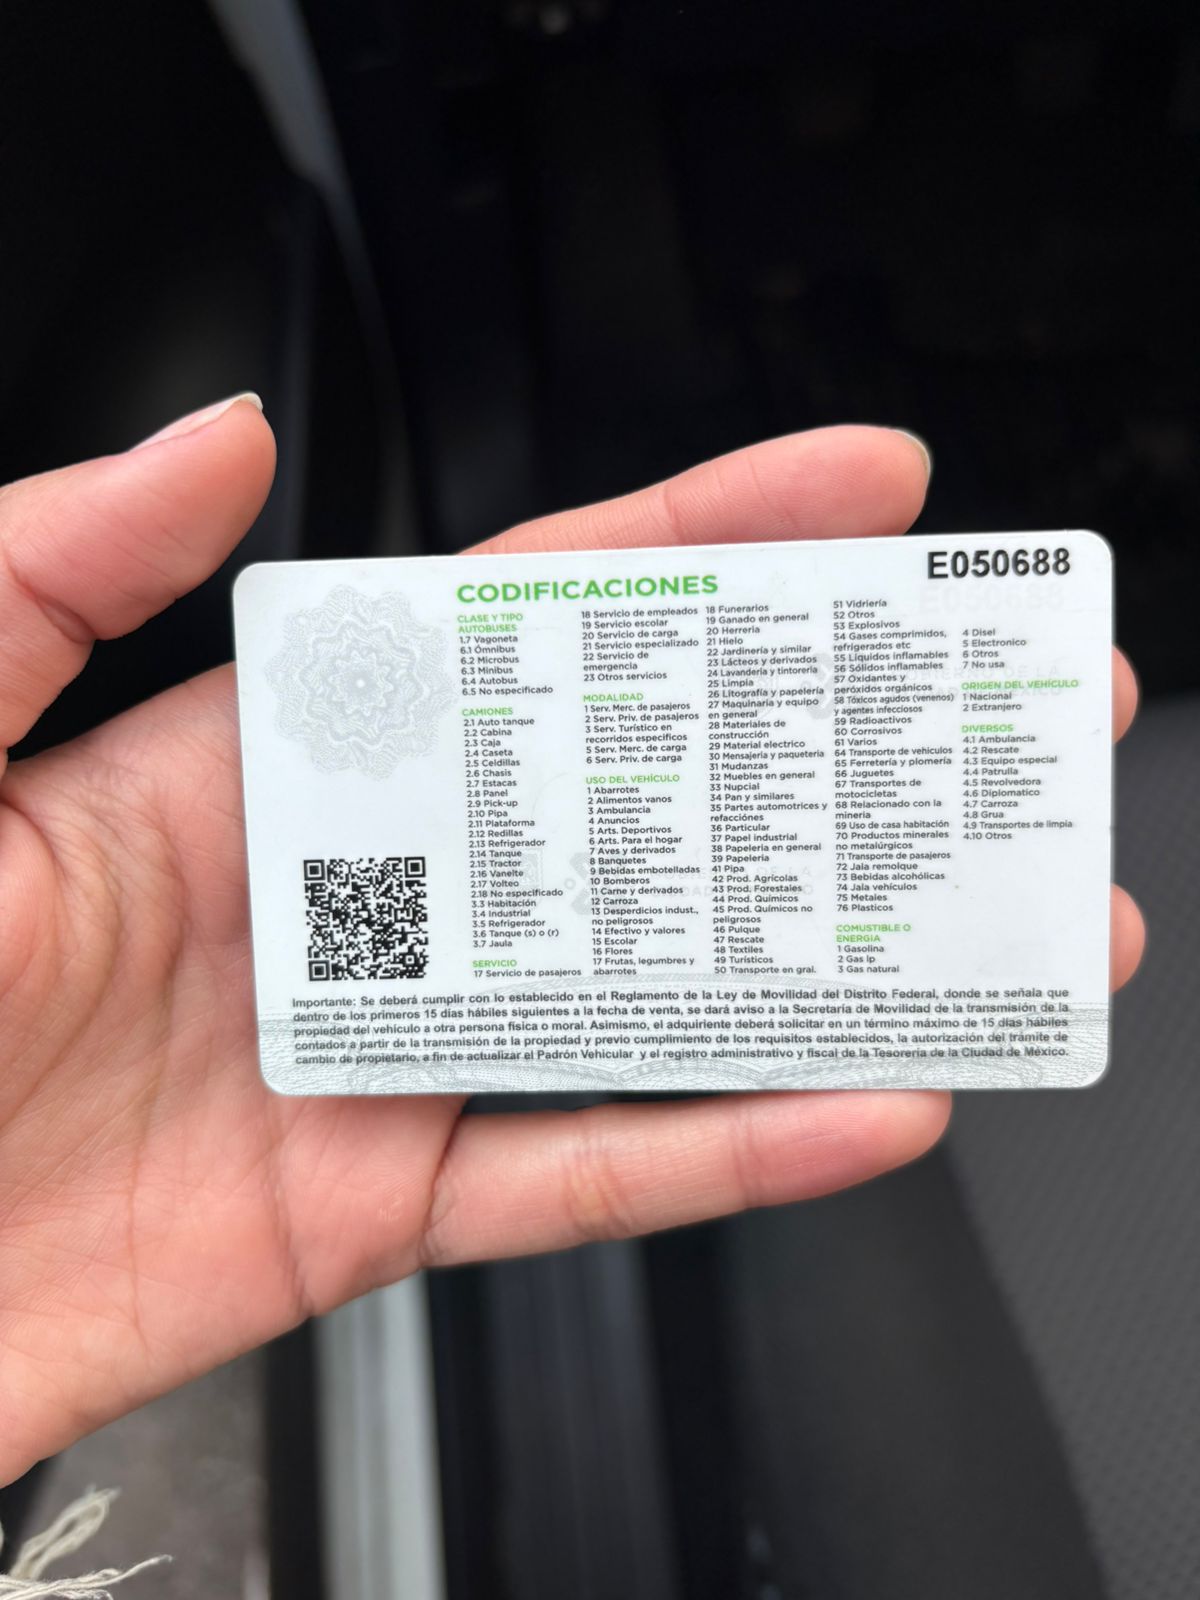 E050688
CODIFICACIONES
CLASE Y TIPO
AUTOBUSES
1.7 Vagoneta
6.1 Ómnibus
6.2 Microbus
6.3 Minibus
6.4 Autobus
6.5 No especificado
CAMIONES
2.1 Auto tanque
2.2 Cabina
2.3 Caja
2.4 Caseta
2.5 Celdillas
2.6 Chasis
2.7 Estacas
2.8 Panel
2.9 Pick-up
2.10 Pipa
2.11 Plataforma
2.12 Redillas
2.13 Refrigerador
2.14 Tanque
2.15 Tractor
2.16 Vanette
2.17 Volteo
2.18 No especificado
3.3 Habitación
3.4 Industrial
3.5 Refrigerador
3.6 Tanque (s) o (r)
3.7 Jaula
SERVICIO
17 Servicio de pasajeros
18 Servicio de empleados
19 Servicio escolar
20 Servicio de carga
21 Servicio especializado
22 Servicio de
emergencia
23 Otros servicios
MODALIDAD
1 Serv. Merc. de pasajeros
2 Serv. Priv. de pasajeros
3 Serv. Turístico en
recorridos especificos
5 Serv. Merc. de carga
6 Serv. Priv. de carga
USO DEL VEHÍCULO
1 Abarrotes
2 Alimentos vanos
3 Ambulancia
4 Anuncios
5 Arts. Deportivos
6 Arts. Para el hogar
7 Aves y derivados
8 Banquetes
9 Bebidas embotelladas
10 Bomberos
11 Carne y derivados
12 Carroza
13 Desperdicios indust.,
no peligrosos
14 Efectivo y valores
15 Escolar
16 Flores
17 Frutas, legumbres y
abarrotes
18 Funerarios
19 Ganado en general
20 Herreria
21 Hielo
22 Jardinería y similar
23 Lácteos y derivados
24 Lavandería y tintorería
25 Limpia
26 Litografía y papelería
27 Maquinaria y equipo
en general
28 Materiales de
construcción
29 Material electrico
30 Mensajeria y paqueteria
31 Mudanzas
32 Muebles en general
33 Nupcial
34 Pan y similares
35 Partes automotrices y
refacciónes
36 Particular
37 Papel industrial
38 Papeleria en general
39 Papeleria
41 Pipa
42 Prod. Agrícolas
43 Prod. Forestales
44 Prod. Químicos
45 Prod. Químicos no
peligrosos
46 Pulque
47 Rescate
48 Textiles
49 Turísticos
50 Transporte en gral.
51 Vidriería
52 Otros
53 Explosivos
54 Gases comprimidos,
refrigerados etc
55 Liquidos inflamables
56 Sólidos inflamables
57 Oxidantes y
peróxidos orgánicos
58 Tóxicos agudos (venenos)
y agentes infecciosos
59 Radioactivos
60 Corrosivos
61 Varios
64 Transporte de vehículos
65 Ferretería y plomería
66 Juguetes
67 Transportes de
motocicletas
68 Relacionado con la
mineria
69 Uso de casa habitación
70 Productos minerales
no metalúrgicos
71 Transporte de pasajeros
72 Jala remolque
73 Bebidas alcohólicas
74 Jala vehículos
75 Metales
76 Plasticos
COMUSTIBLE O
ENERGIA
1 Gasolina
2 Gas lp
3 Gas natural
4 Disel
5 Electronico
6 Otros
7 No usa
ORIGEN DEL VEHÍCULO
1 Nacional
2 Extranjero
DIVERSOS
4.1 Ambulancia
4.2 Rescate
4.3 Equipo especial
4.4 Patrulla
4.5 Revolvedora
4.6 Diplomatico
4.7 Carroza
4.8 Grua
4.9 Transportes de limpia
4.10 Otros
Importante: Se deberá cumplir con lo establecido en el Reglamento de la Ley de Movilidad del Distrito Federal, donde se señala que
dentro de los primeros 15 días hábiles siguientes a la fecha de venta, se dará aviso a la Secretaría de Movilidad de la transmisión de la
propiedad del vehículo a otra persona física o moral. Asimismo, el adquiriente deberá solicitar en un término máximo de 15 días hábiles
contados a partir de la transmisión de la propiedad y previo cumplimiento de los requisitos establecidos, la autorización del trámite de
cambio de propietario, a fin de actualizar el Padrón Vehicular y el registro administrativo y fiscal de la Tesorería de la Ciudad de México.